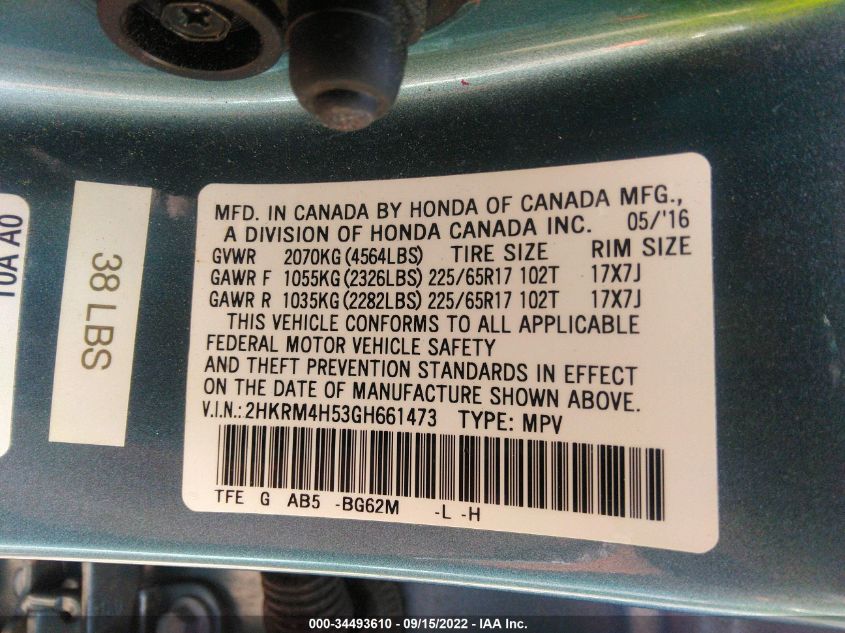 MFD. IN CANADA BY HONDA OF CANADA MFG.,
A DIVISION OF HONDA CANADA INC. 05/'16
GVWR 2070KG (4564LBS) TIRE SIZE RIM SIZE
GAWR F 1055KG (2326LBS) 225/65R17 102T 17X7J
GAWR R 1035KG (2282LBS) 225/65R17 102T 17X7J
THIS VEHICLE CONFORMS TO ALL APPLICABLE
FEDERAL MOTOR VEHICLE SAFETY
AND THEFT PREVENTION STANDARDS IN EFFECT
ON THE DATE OF MANUFACTURE SHOWN ABOVE.
V.I.N.: 2HKRM4H53GH661473 TYPE: MPV
TFE G AB5 -BG62M -L -H
38 LBS
A0
000-34493610 - 09/15/2022 - IAA Inc.